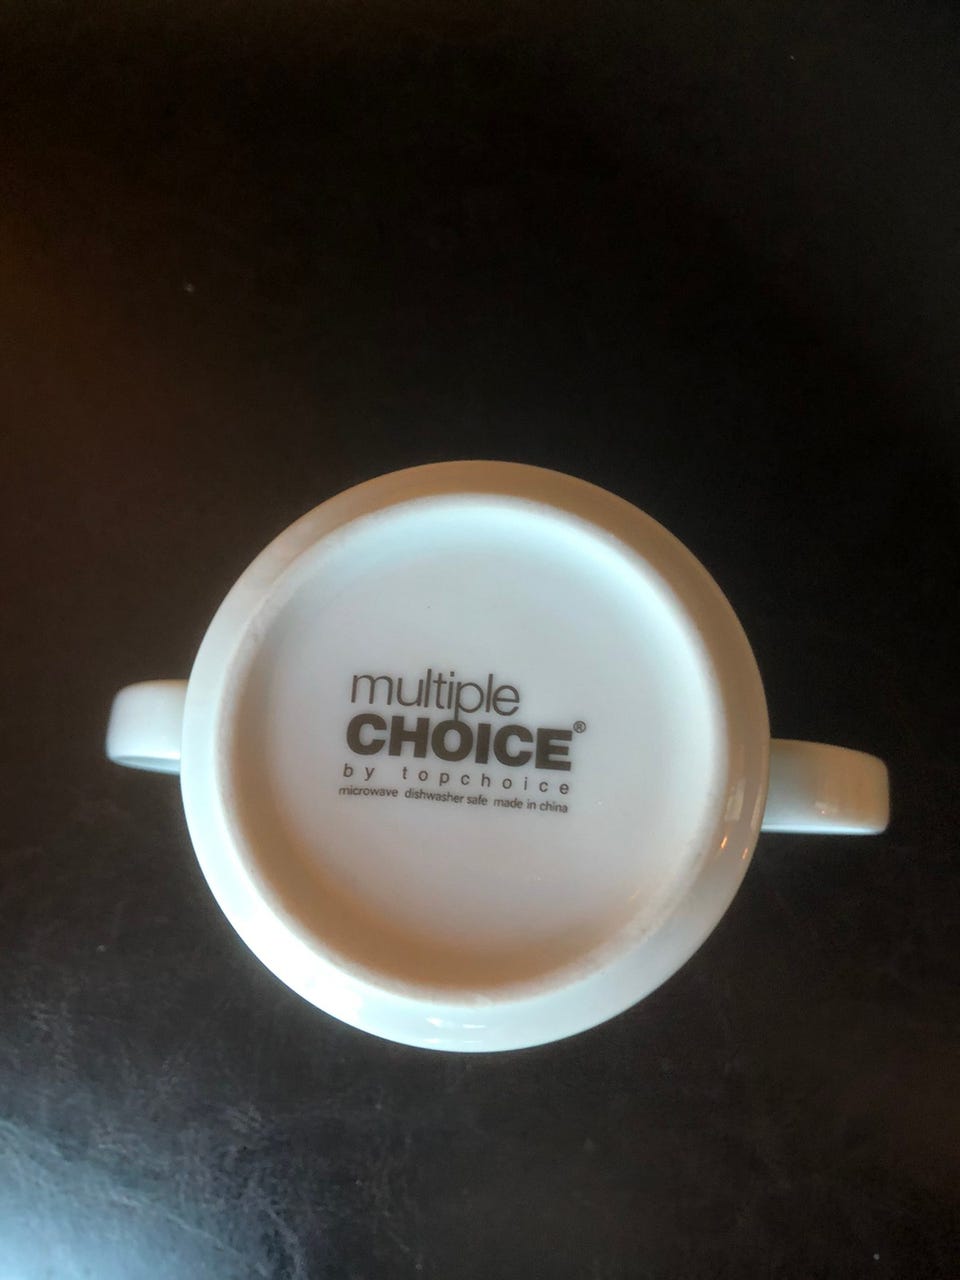 multiple
CHOICE®
by topchoice
microwave dishwasher safe made in china